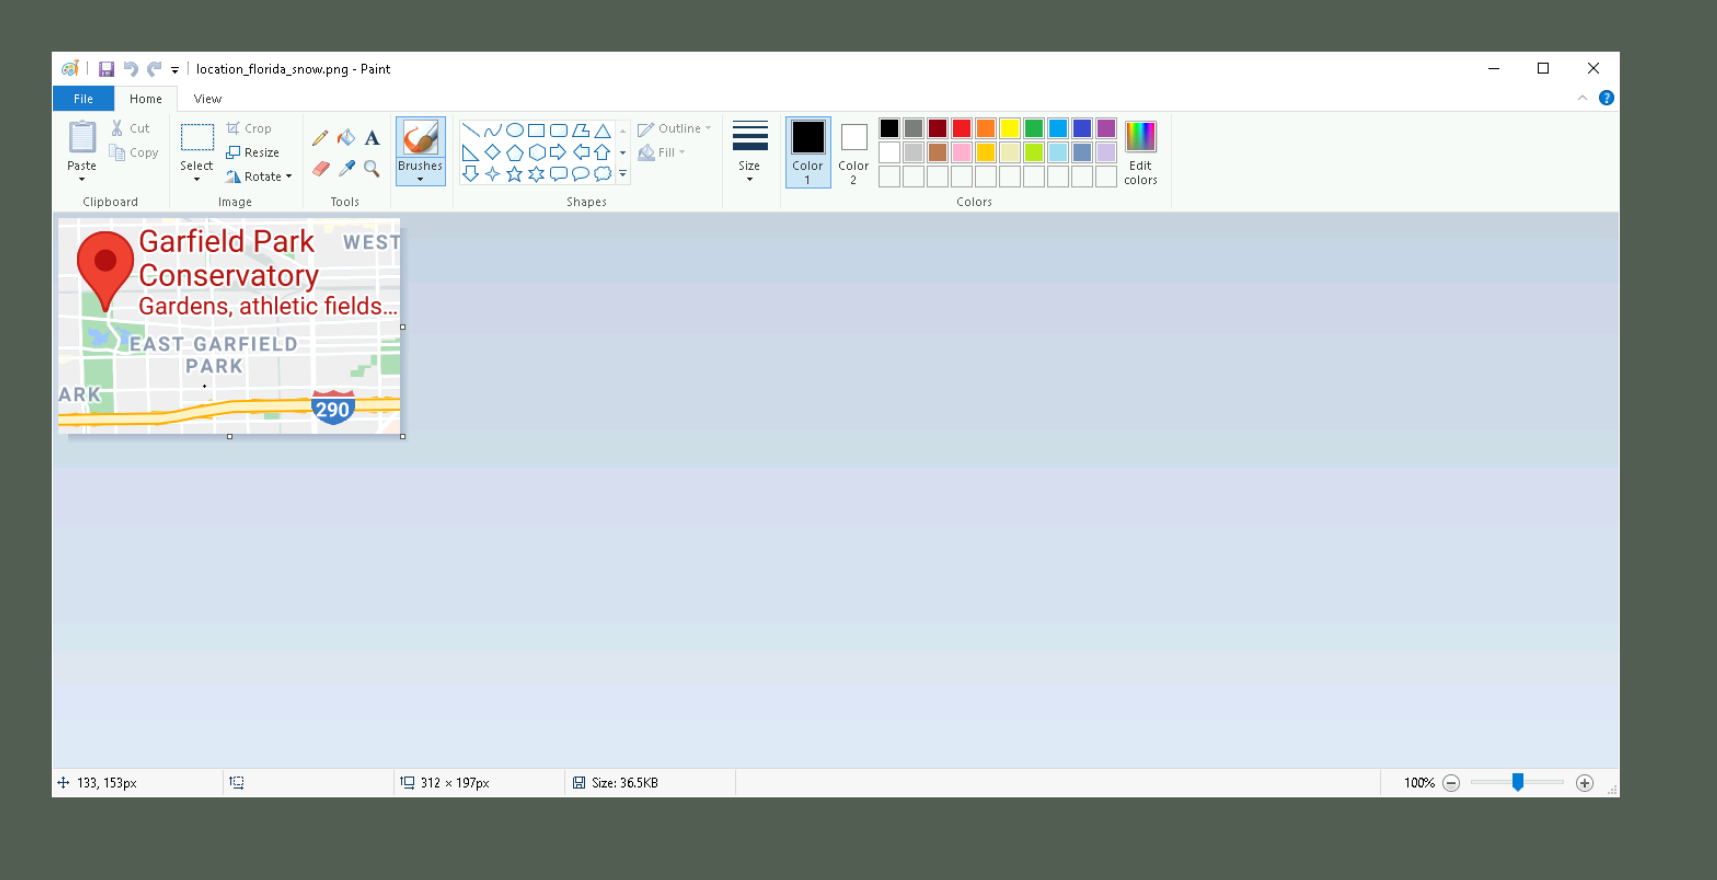 location_florida_snow.png - Paint
File Home View
Paste
Cut
Copy
Clipboard
Select
Crop
Resize
Rotate
Image
A
Tools
Brushes
Outline
Fill
Shapes
Size
Color
1
Color
2
Edit
colors
Colors
Garfield Park
Conservatory
Gardens, athletic fields...
WEST
EAST GARFIELD
PARK
ARK
290
133, 153px
312 × 197px
Size: 36.5KB
100%